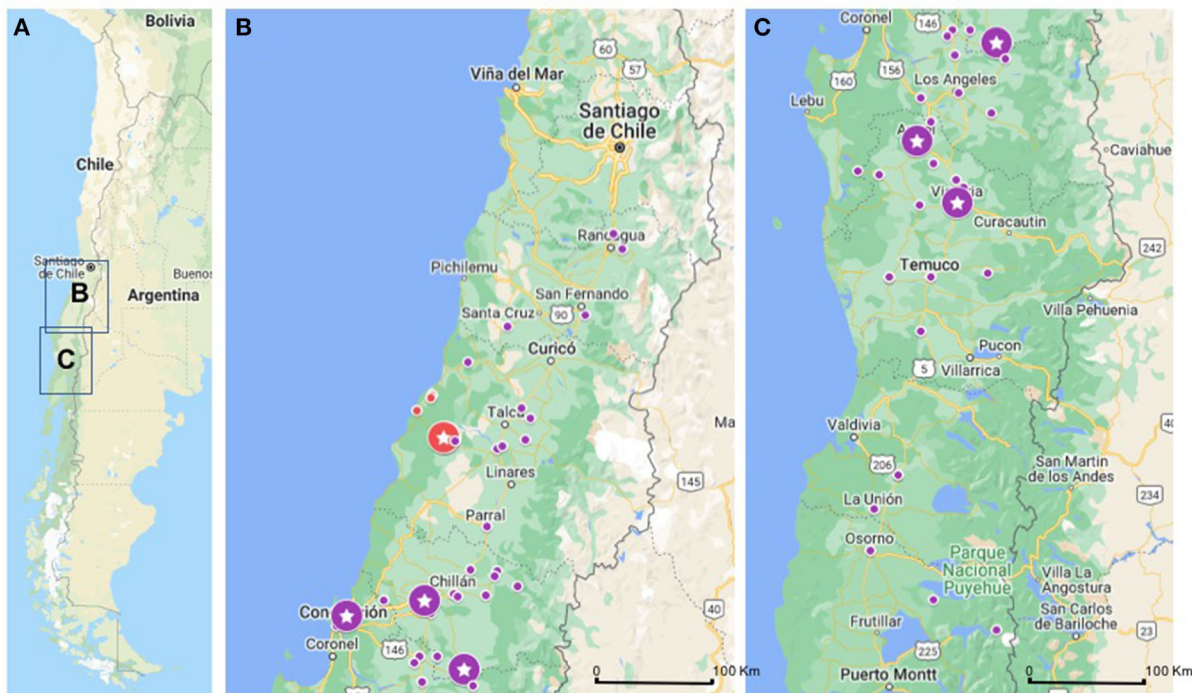 A
Bolivia
Chile
Santiago
de Chile
B
Buenos
Argentina
C
B
60
57
Viña del Mar
Santiago
de Chile
Rancagua
Pichilemu
San Fernando
Santa Cruz
90
Curicó
Talca
Ma
Linares
145
Parral
Chillán
Concepción
40
Coronel
146
0
100 Km
C
Coronel
146
156
160
Los Angeles
Lebu
Caviahue
Curacautin
242
Temuco
Villa Pehuenia
Pucon
5
Villarrica
40
Valdivia
206
San Martin
de los Andes
La Unión
234
Osorno
Parque
Nacional
Puyehue
Villa La
Angostura
San Carlos
de Bariloche
Frutillar
23
225
Puerto Montt
0
100 Km